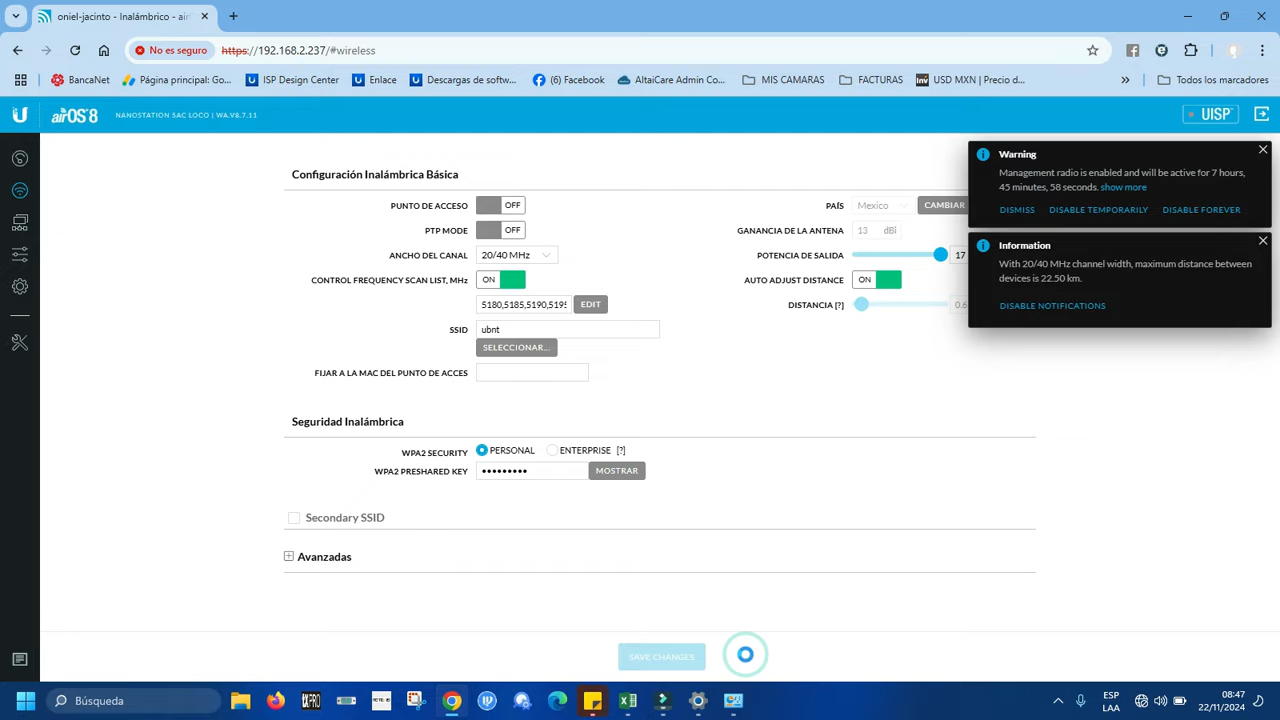 oniel-jacinto - Inalámbrico - air
No es seguro https://192.168.2.237/#wireless
BancaNet Página principal: Go... ISP Design Center Enlace Descargas de softw... (6) Facebook AltaiCare Admin Co... MIS CAMARAS FACTURAS USD MXN | Precio d... » Todos los marcadores
airOS 8 NANOSTATION 5AC LOCO | WA.V8.7.11 UISP
Configuración Inalámbrica Básica
PUNTO DE ACCESO OFF
PTP MODE OFF
ANCHO DEL CANAL 20/40 MHz
CONTROL FREQUENCY SCAN LIST, MHz ON
5180,5185,5190,5195 EDIT
SSID ubnt
SELECCIONAR...
FIJAR A LA MAC DEL PUNTO DE ACCES
PAÍS Mexico CAMBIAR
GANANCIA DE LA ANTENA 13 dBi
POTENCIA DE SALIDA 17
AUTO ADJUST DISTANCE ON
DISTANCIA [?] 0.6
Warning
Management radio is enabled and will be active for 7 hours,
45 minutes, 58 seconds. show more
DISMISS DISABLE TEMPORARILY DISABLE FOREVER
Information
With 20/40 MHz channel width, maximum distance between
devices is 22.50 km.
DISABLE NOTIFICATIONS
Seguridad Inalámbrica
WPA2 SECURITY PERSONAL ENTERPRISE [?]
WPA2 PRESHARED KEY ••••••••• MOSTRAR
Secondary SSID
Avanzadas
SAVE CHANGES
Búsqueda
ESP
LAA
08:47
22/11/2024